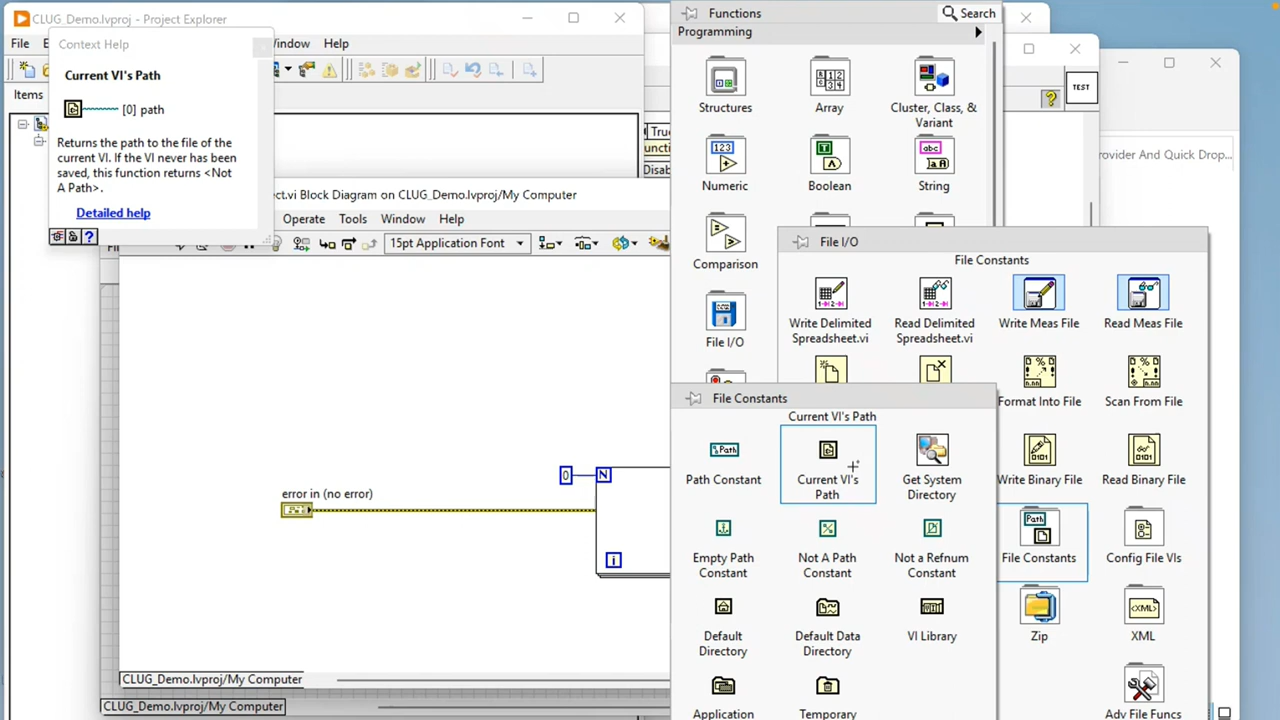 CLUG_Demo.lvproj - Project Explorer
File
E
Window
Help
Context Help
Current VI's Path
[0] path
Returns the path to the file of the
current VI. If the VI never has been
saved, this function returns <Not
A Path>.
Detailed help
Items
True
Disab
TEST
rovider And Quick Drop...
ect.vi Block Diagram on CLUG_Demo.lvproj/My Computer
Operate
Tools
Window
Help
15pt Application Font
error in (no error)
0
N
i
CLUG_Demo.lvproj/My Computer
CLUG_Demo.lvproj/My Computer
Functions
Search
Programming
Structures
Array
Cluster, Class, &
Variant
Numeric
Boolean
String
Comparison
File I/O
File I/O
File Constants
Write Delimited
Spreadsheet.vi
Read Delimited
Spreadsheet.vi
Write Meas File
Read Meas File
Format Into File
Scan From File
Write Binary File
Read Binary File
File Constants
Config File VIs
Zip
XML
Adv File Funcs
File Constants
Current VI's Path
Path Constant
Current VI's
Path
Get System
Directory
Empty Path
Constant
Not A Path
Constant
Not a Refnum
Constant
Default
Directory
Default Data
Directory
VI Library
Application
Temporary